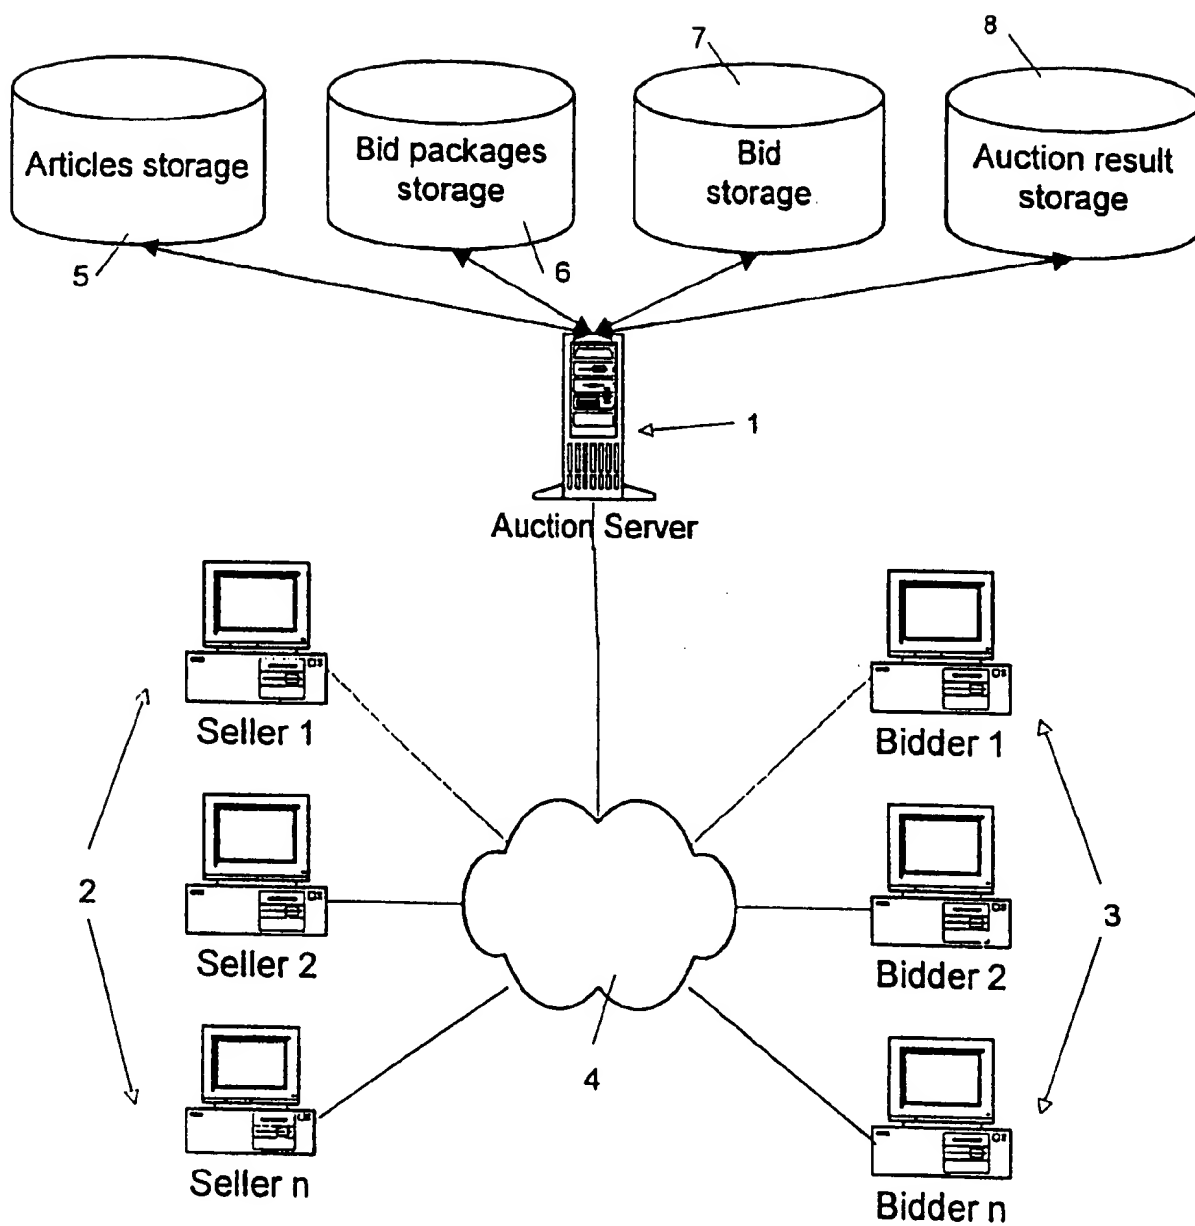 7
8
Articles storage
Bid packages
storage
Bid
storage
Auction result
storage
5
6
1
Auction Server
Seller 1
Bidder 1
2
3
Seller 2
Bidder 2
4
Seller n
Bidder n